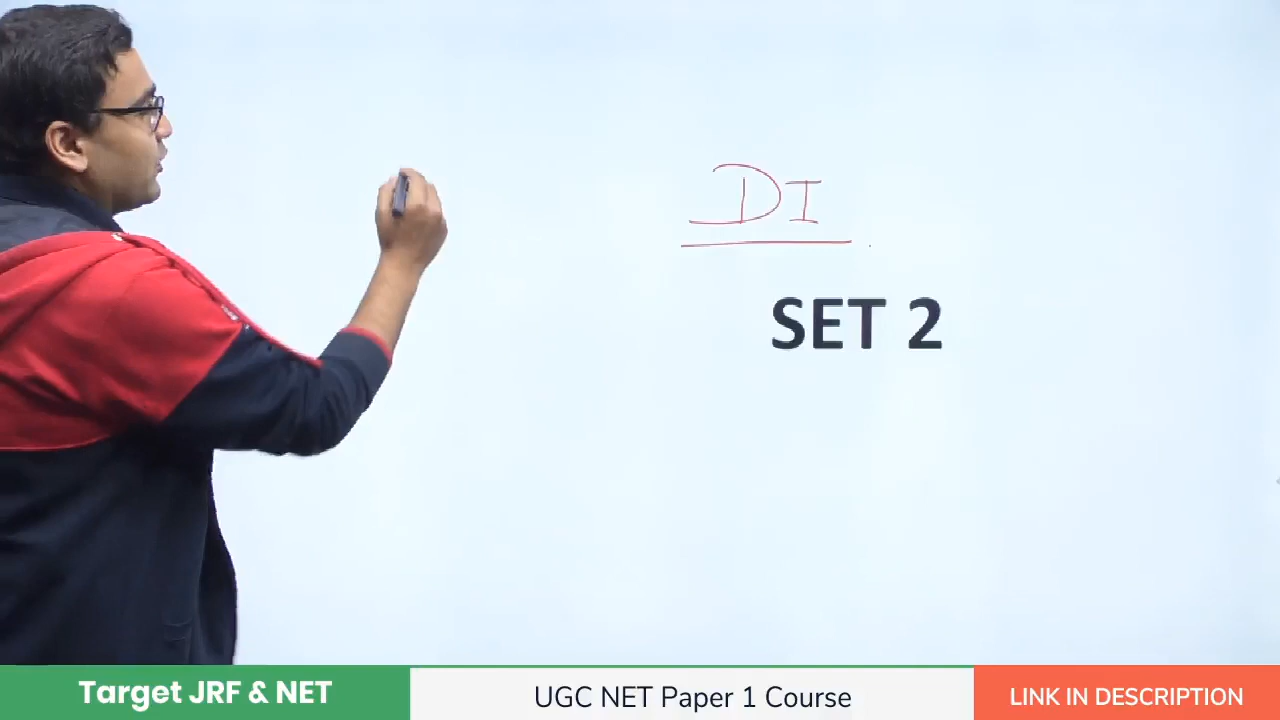 DI
SET 2
Target JRF & NET
UGC NET Paper 1 Course
LINK IN DESCRIPTION